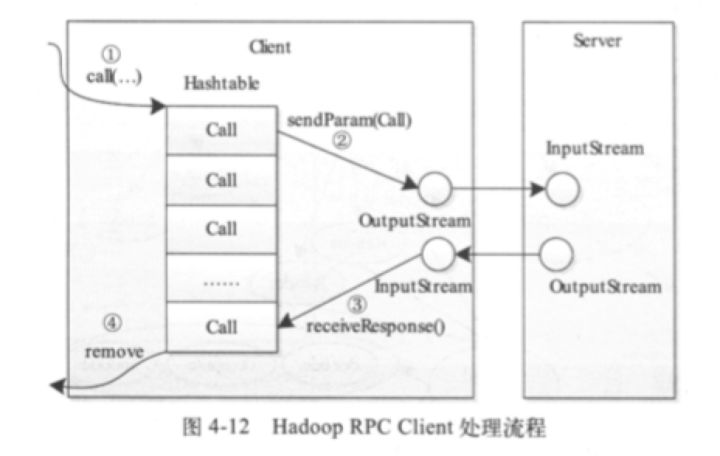 Client
Server
①
call(...)
Hashtable
Call
sendParam(Call)
②
InputStream
Call
OutputStream
Call
......
InputStream
OutputStream
③
receiveResponse()
Call
④
remove
图 4-12 Hadoop RPC Client 处理流程